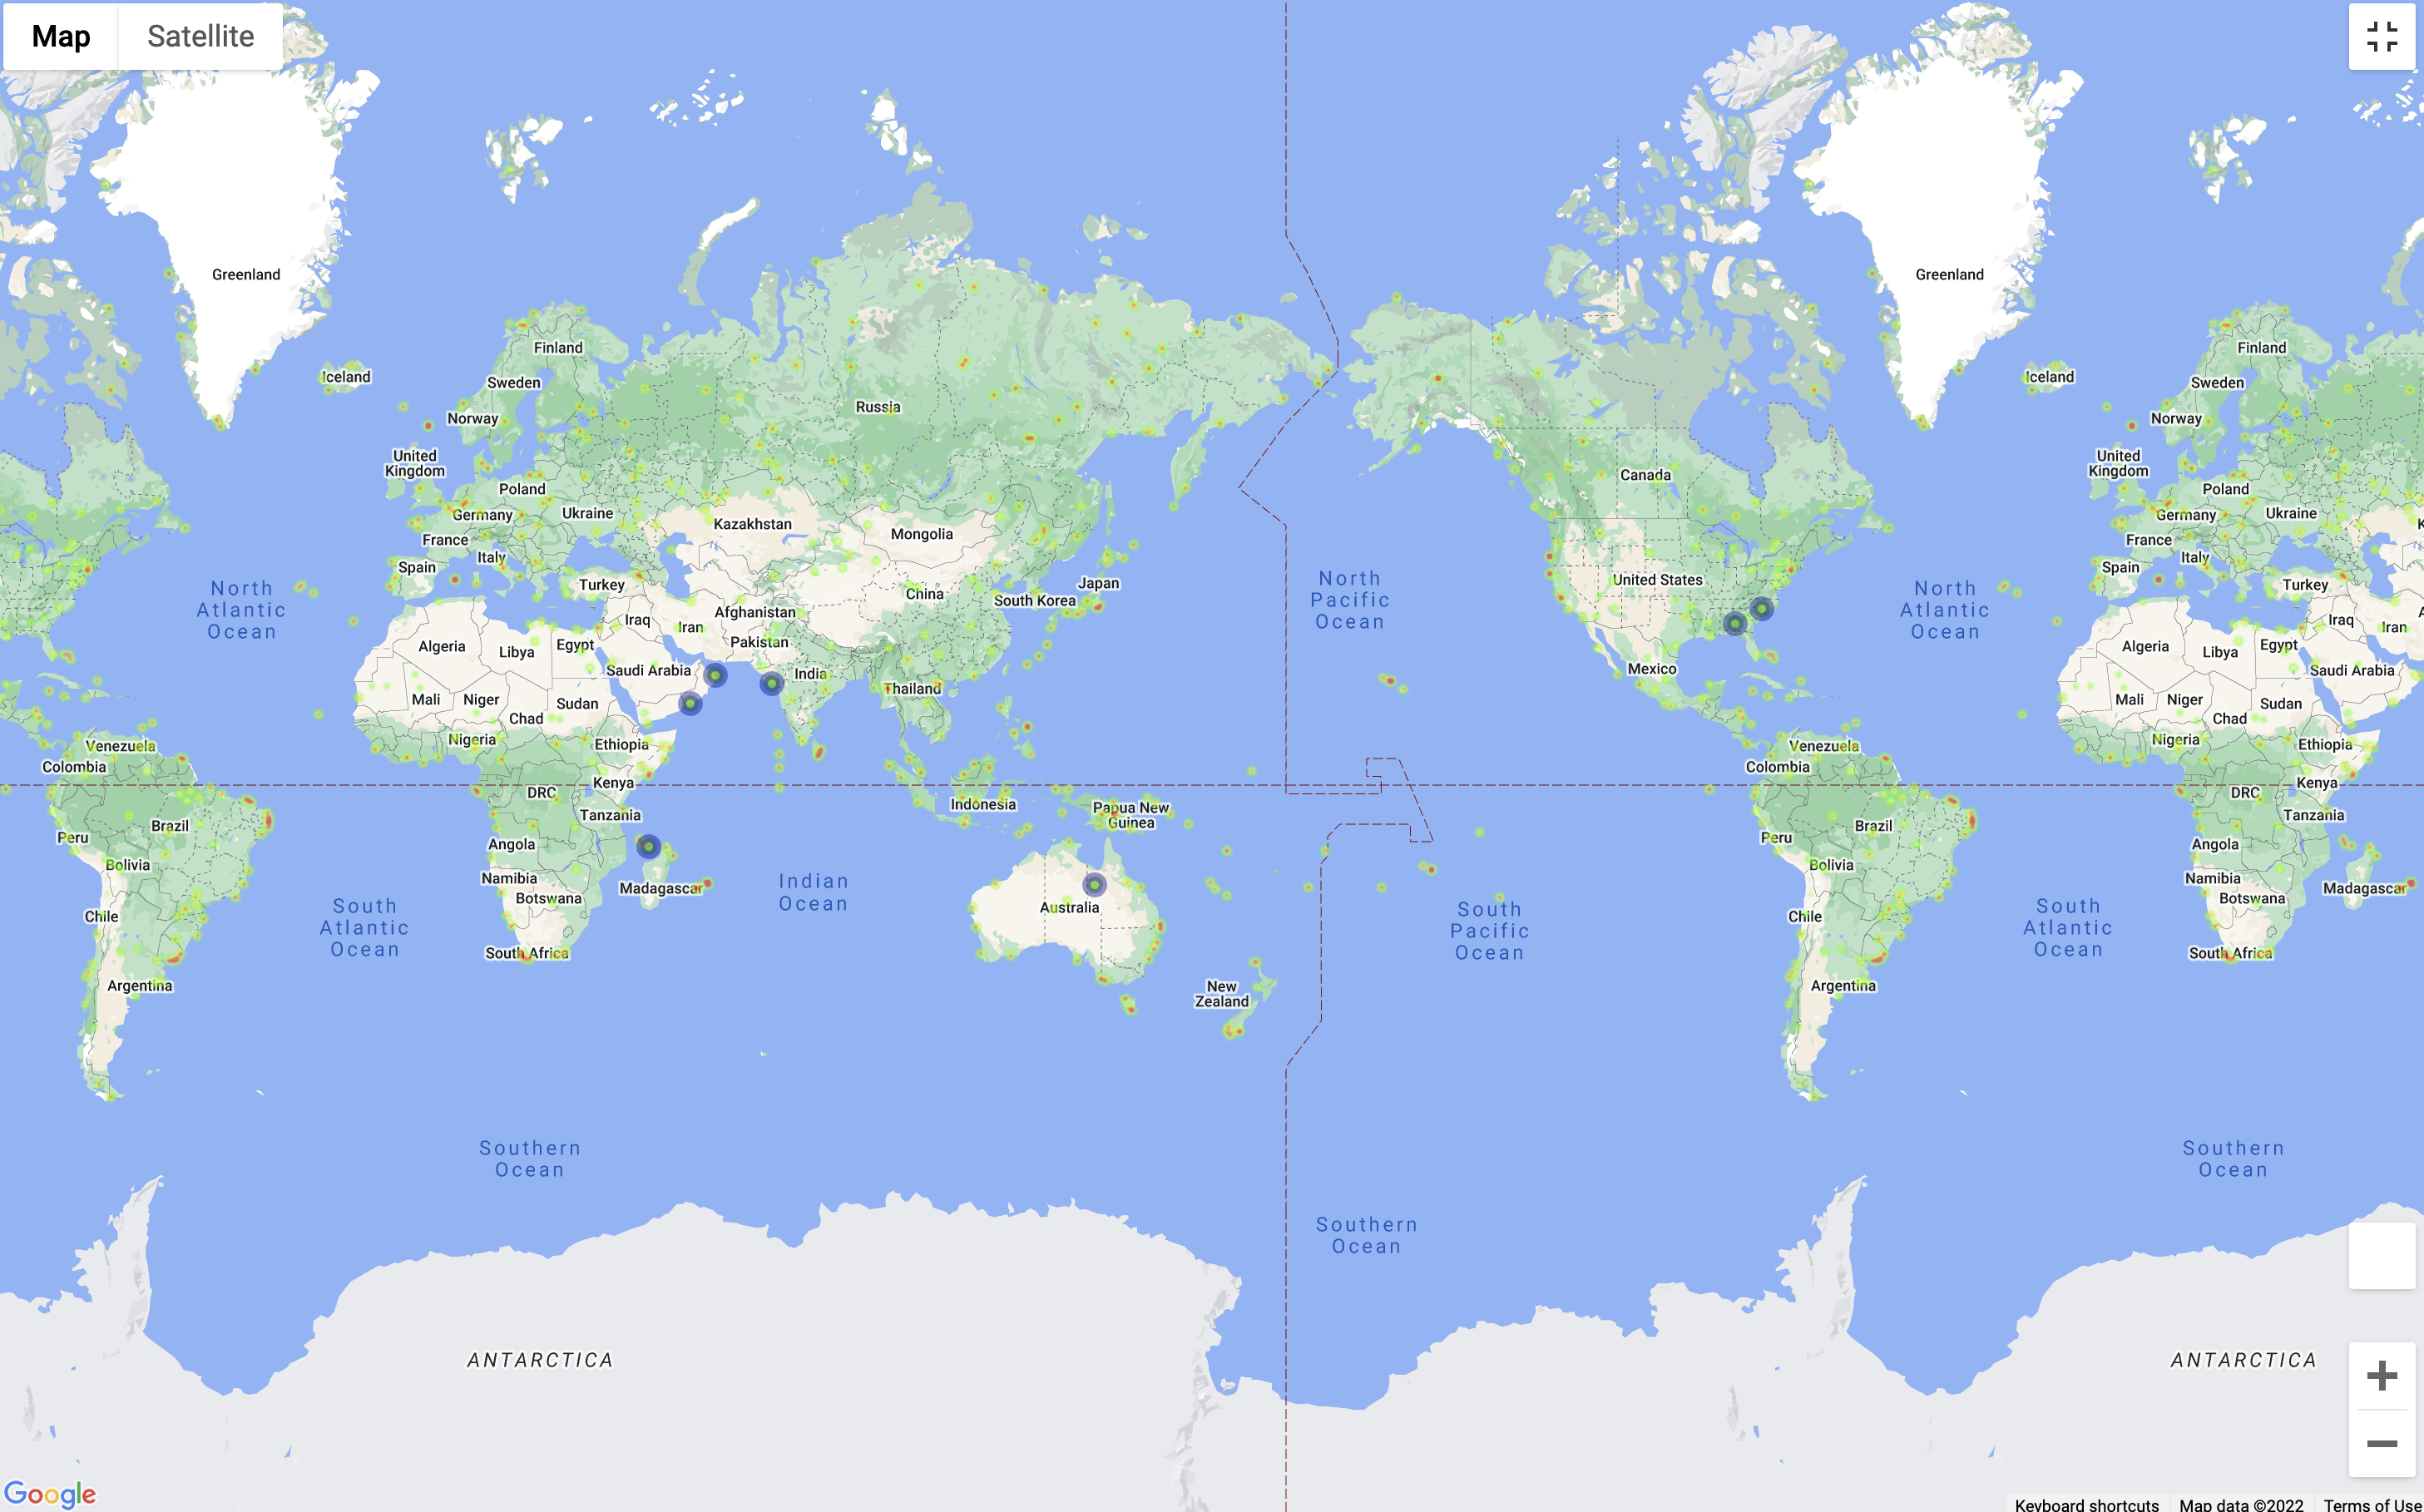 Map
Satellite
Greenland
Greenland
Finland
Finland
Iceland
Iceland
Sweden
Sweden
Russia
Norway
Norway
United
Kingdom
United
Kingdom
Canada
Poland
Poland
Germany
Ukraine
Germany
Ukraine
Kazakhstan
Mongolia
France
France
Italy
Italy
Spain
Spain
Turkey
Turkey
China
Japan
South Korea
United States
North
Atlantic
Ocean
North
Pacific
Ocean
North
Atlantic
Ocean
Afghanistan
Iraq
Iran
Iraq
Iran
Pakistan
Algeria
Libya
Egypt
Algeria
Libya
Egypt
Saudi Arabia
Saudi Arabia
India
Mexico
Thailand
Mali
Niger
Sudan
Mali
Niger
Sudan
Chad
Chad
Nigeria
Ethiopia
Nigeria
Ethiopia
Venezuela
Venezuela
Colombia
Colombia
Kenya
Kenya
DRC
DRC
Indonesia
Papua New
Guinea
Tanzania
Tanzania
Brazil
Brazil
Peru
Peru
Angola
Angola
Bolivia
Bolivia
Namibia
Namibia
Madagascar
Madagascar
Indian
Ocean
Botswana
Botswana
Australia
Chile
Chile
South
Atlantic
Ocean
South
Pacific
Ocean
South
Atlantic
Ocean
South Africa
South Africa
Argentina
Argentina
New
Zealand
Southern
Ocean
Southern
Ocean
Southern
Ocean
ANTARCTICA
ANTARCTICA
Google
Keyboard shortcuts
Map data ©2022
Terms of Use